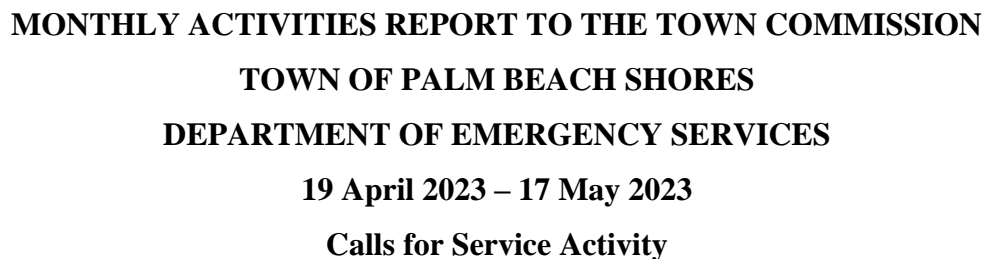 MONTHLY ACTIVITIES REPORT TO THE TOWN COMMISSION
TOWN OF PALM BEACH SHORES
DEPARTMENT OF EMERGENCY SERVICES
19 April 2023 – 17 May 2023
Calls for Service Activity